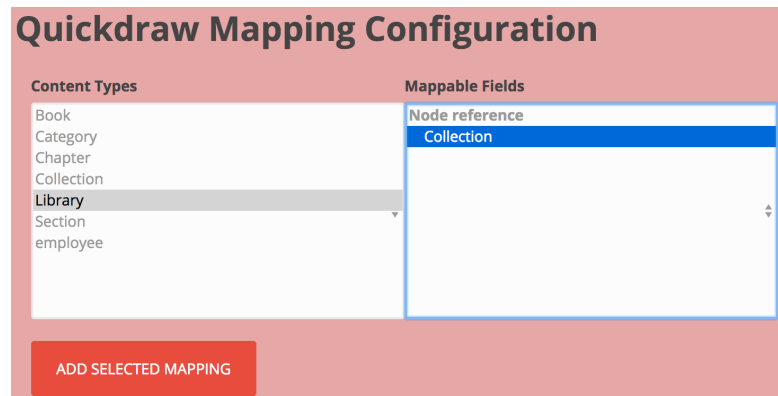 Quickdraw Mapping Configuration
Content Types
Book
Category
Chapter
Collection
Library
Section
employee
Mappable Fields
Node reference
Collection
ADD SELECTED MAPPING